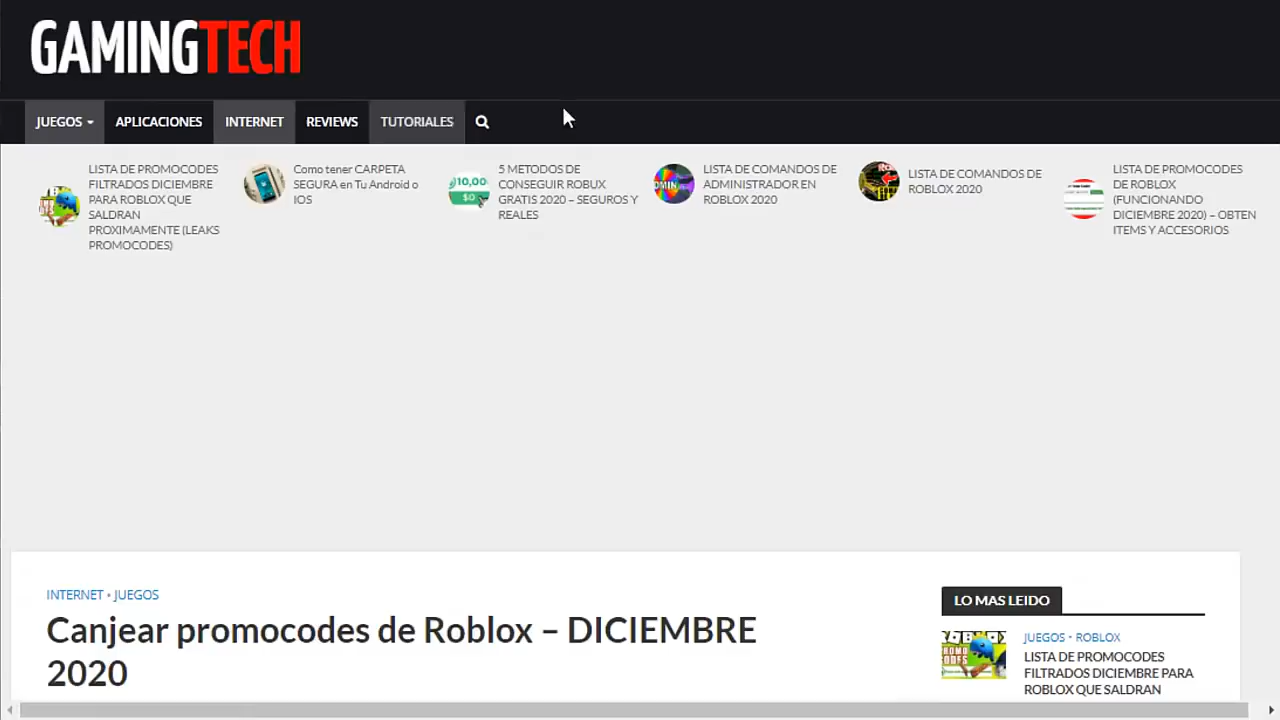 GAMINGTECH
JUEGOS APLICACIONES INTERNET REVIEWS TUTORIALES
LISTA DE PROMOCODES
FILTRADOS DICIEMBRE
PARA ROBLOX QUE
SALDRAN
PROXIMAMENTE (LEAKS
PROMOCODES)
Como tener CARPETA
SEGURA en Tu Android o
IOS
10,00
$0
5 METODOS DE
CONSEGUIR ROBUX
GRATIS 2020 – SEGUROS Y
REALES
LISTA DE COMANDOS DE
ADMINISTRADOR EN
ROBLOX 2020
LISTA DE COMANDOS DE
ROBLOX 2020
LISTA DE PROMOCODES
DE ROBLOX
(FUNCIONANDO
DICIEMBRE 2020) – OBTEN
ITEMS Y ACCESORIOS
INTERNET • JUEGOS
Canjear promocodes de Roblox – DICIEMBRE
2020
LO MAS LEIDO
JUEGOS • ROBLOX
LISTA DE PROMOCODES
FILTRADOS DICIEMBRE PARA
ROBLOX QUE SALDRAN